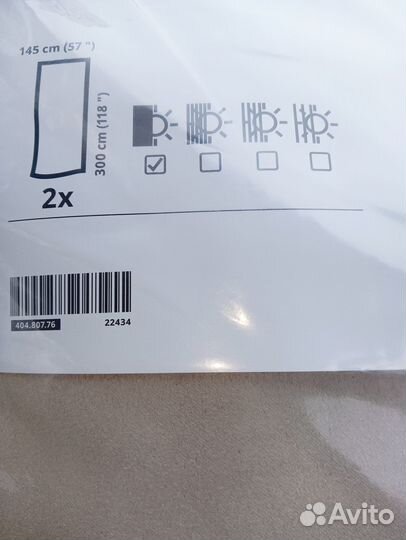 145 cm (57 ")
300 cm (118 ")
2x
404.807.76
22434
Avito